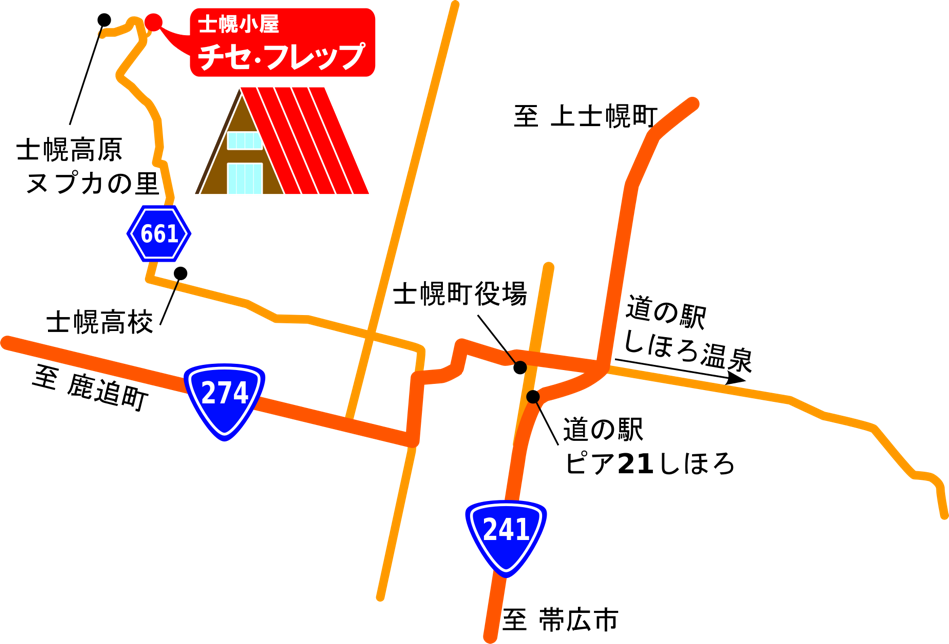 士幌小屋
チセ・フレップ
至 上士幌町
士幌高原
ヌプカの里
661
士幌町役場
士幌高校
道の駅
しほろ温泉
至 鹿追町
274
道の駅
ピア21しほろ
241
至 帯広市